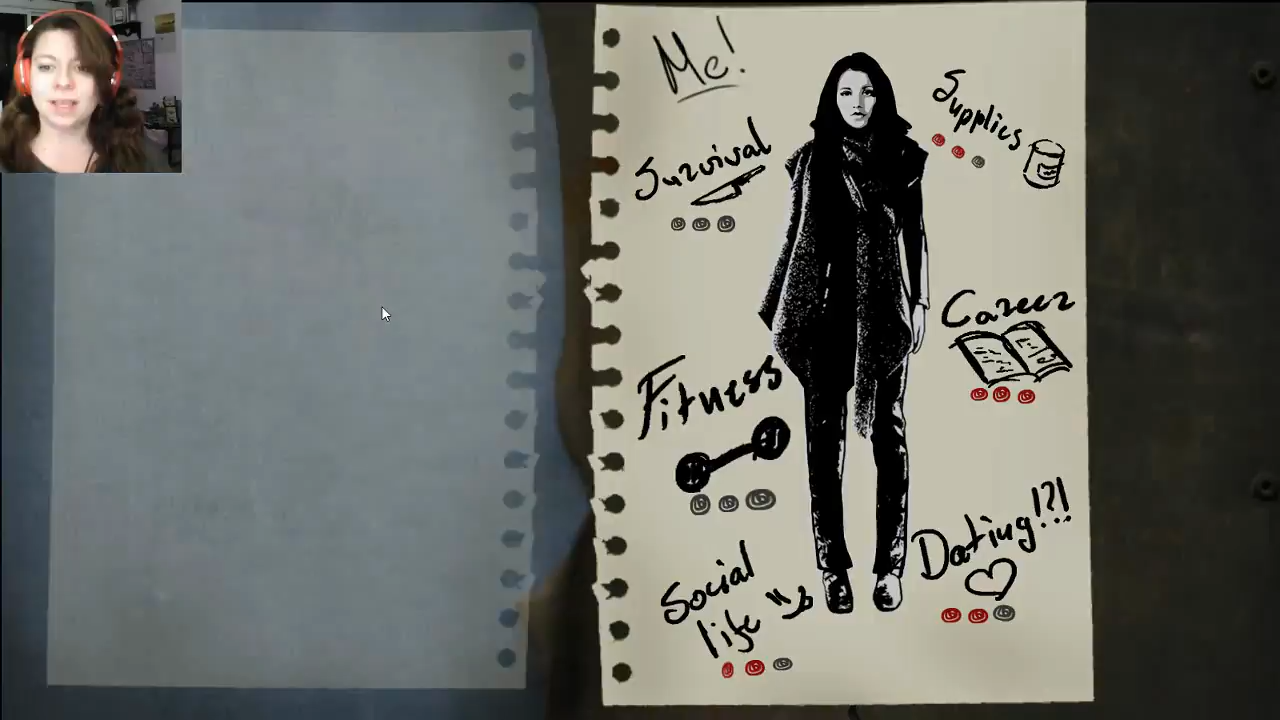 Me!
Supplies
Survival
Career
Fitness
Dating!?!
Social
life